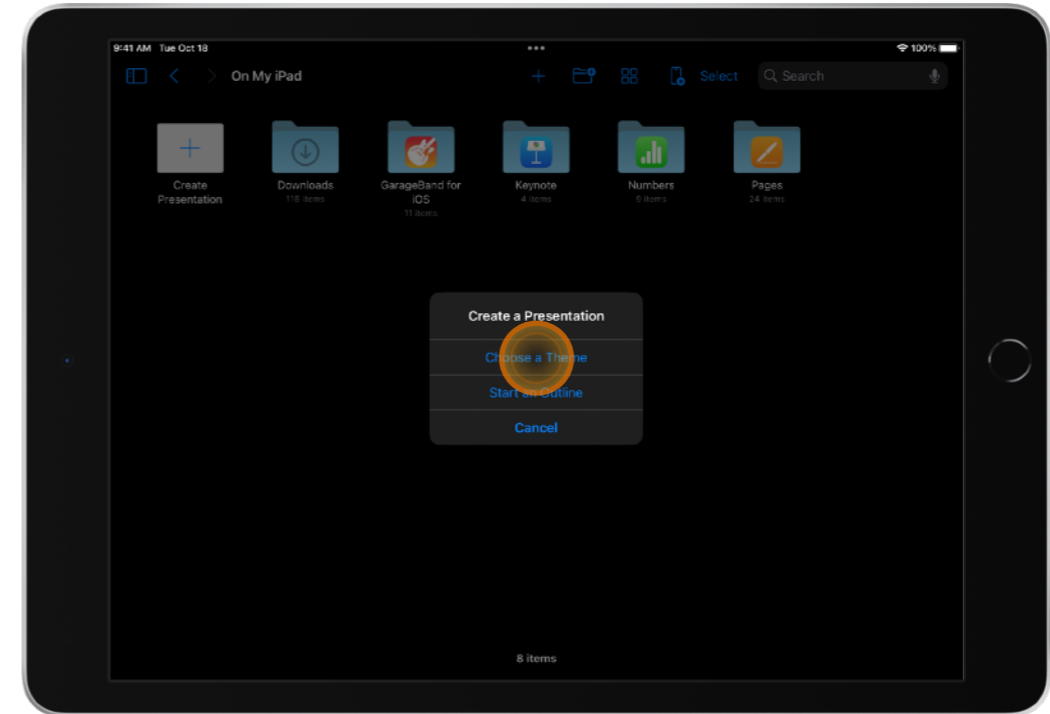 9:41 AM Tue Oct 18
100%
On My iPad
Select
Search
Create
Presentation
Downloads
118 items
GarageBand for
iOS
11 items
Keynote
4 items
Numbers
9 items
Pages
24 items
Create a Presentation
Choose a Theme
Start an Outline
Cancel
8 items